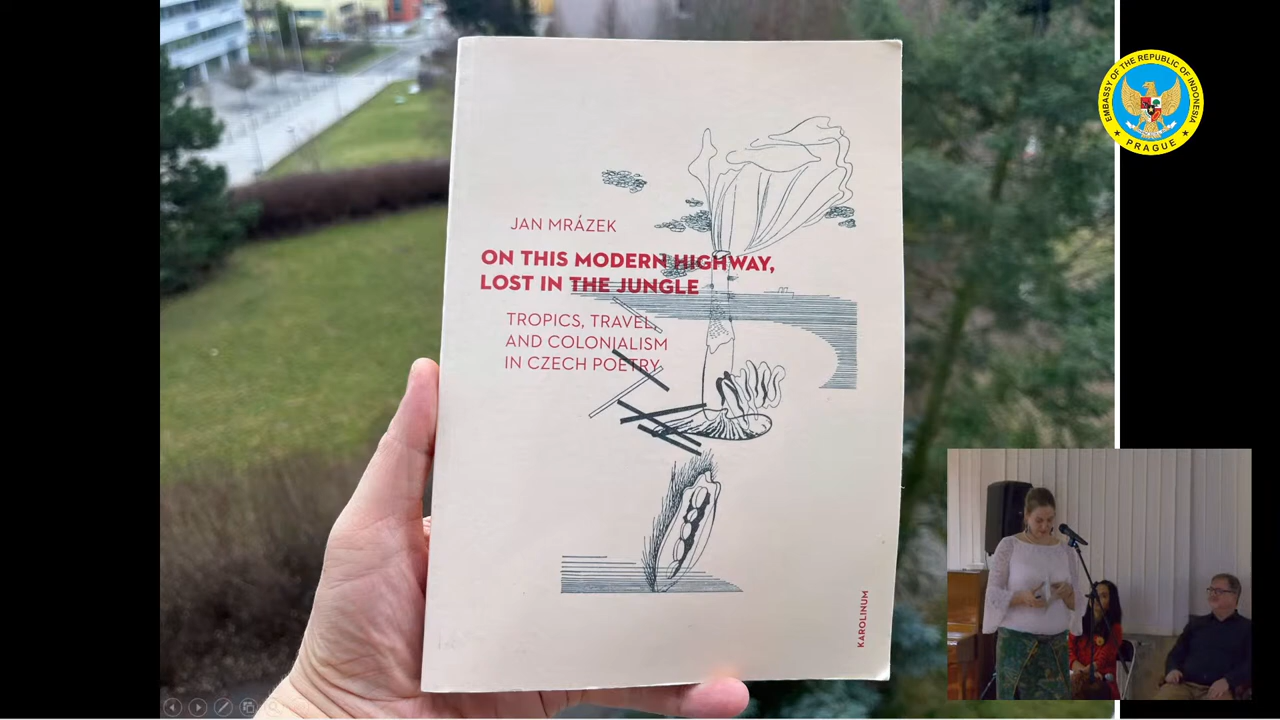 JAN MRÁZEK
ON THIS MODERN HIGHWAY,
LOST IN THE JUNGLE
TROPICS, TRAVEL,
AND COLONIALISM
IN CZECH POETRY
KAROLINUM
EMBASSY OF THE REPUBLIC OF INDONESIA
PRAGUE